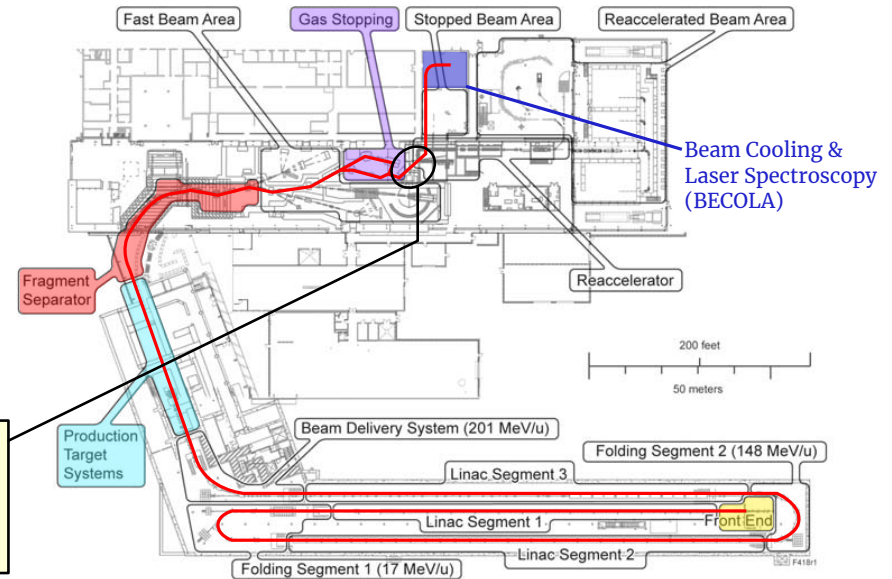 Fast Beam Area
Gas Stopping
Stopped Beam Area
Reaccelerated Beam Area
Beam Cooling &
Laser Spectroscopy
(BECOLA)
Fragment
Separator
Reaccelerator
200 feet
50 meters
Production
Target
Systems
Beam Delivery System (201 MeV/u)
Folding Segment 2 (148 MeV/u)
Linac Segment 3
Linac Segment 1
Front End
Linac Segment 2
Folding Segment 1 (17 MeV/u)
F418r1